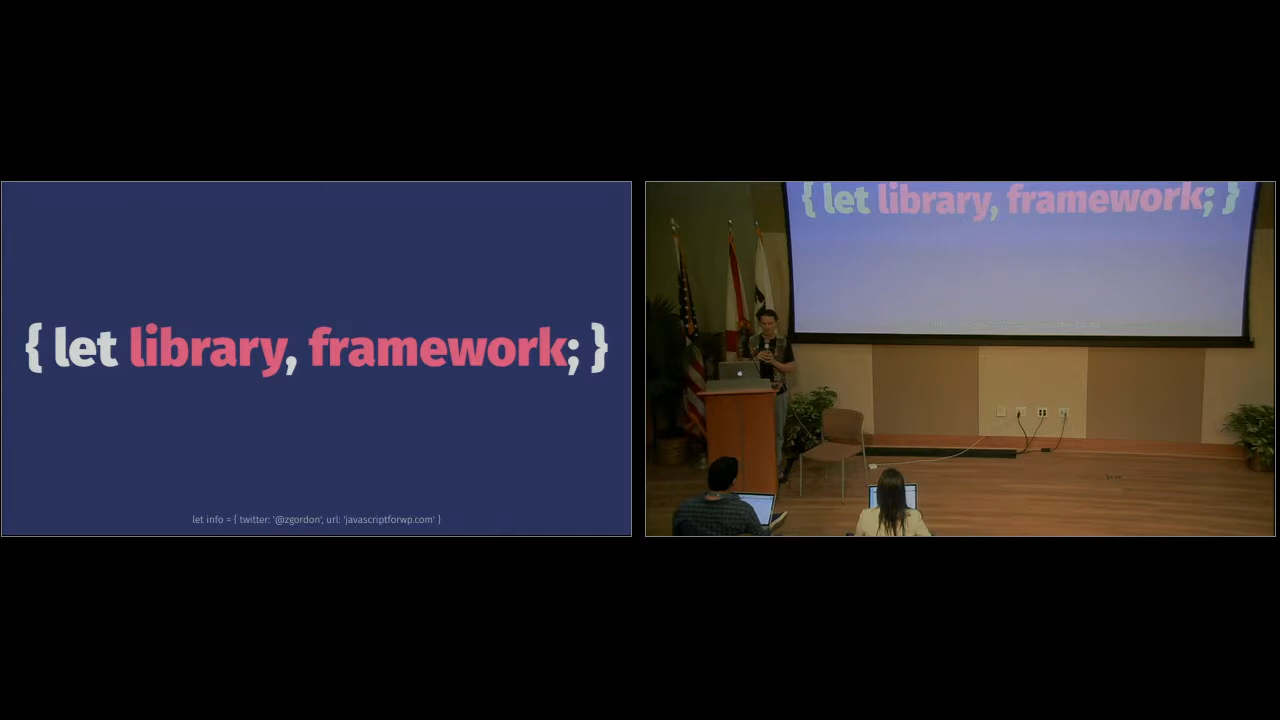 { let library, framework; }
let info = { twitter: '@zgordon', url: 'javascriptforwp.com' }
{ let library, framework; }